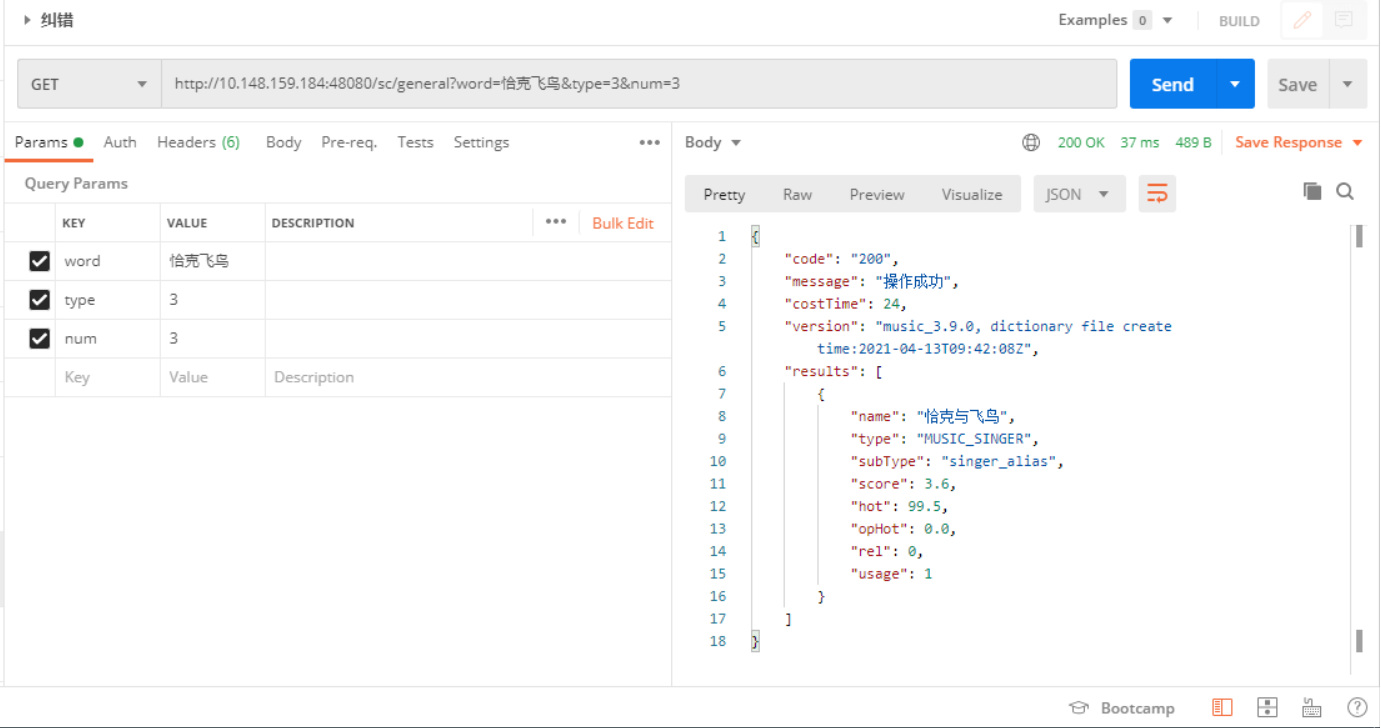 纠错
Examples 0
BUILD
GET
http://10.148.159.184:48080/sc/general?word=恰克飞鸟&type=3&num=3
Send
Save
Params Auth Headers (6) Body Pre-req. Tests Settings
Query Params
KEY VALUE DESCRIPTION ••• Bulk Edit
word 恰克飞鸟
type 3
num 3
Key Value Description
Body 200 OK 37 ms 489 B Save Response
Pretty Raw Preview Visualize JSON
1 {
2 "code": "200",
3 "message": "操作成功",
4 "costTime": 24,
5 "version": "music_3.9.0, dictionary file create
time:2021-04-13T09:42:08Z",
6 "results": [
7 {
8 "name": "恰克与飞鸟",
9 "type": "MUSIC_SINGER",
10 "subType": "singer_alias",
11 "score": 3.6,
12 "hot": 99.5,
13 "opHot": 0.0,
14 "rel": 0,
15 "usage": 1
16 }
17 ]
18 }
Bootcamp